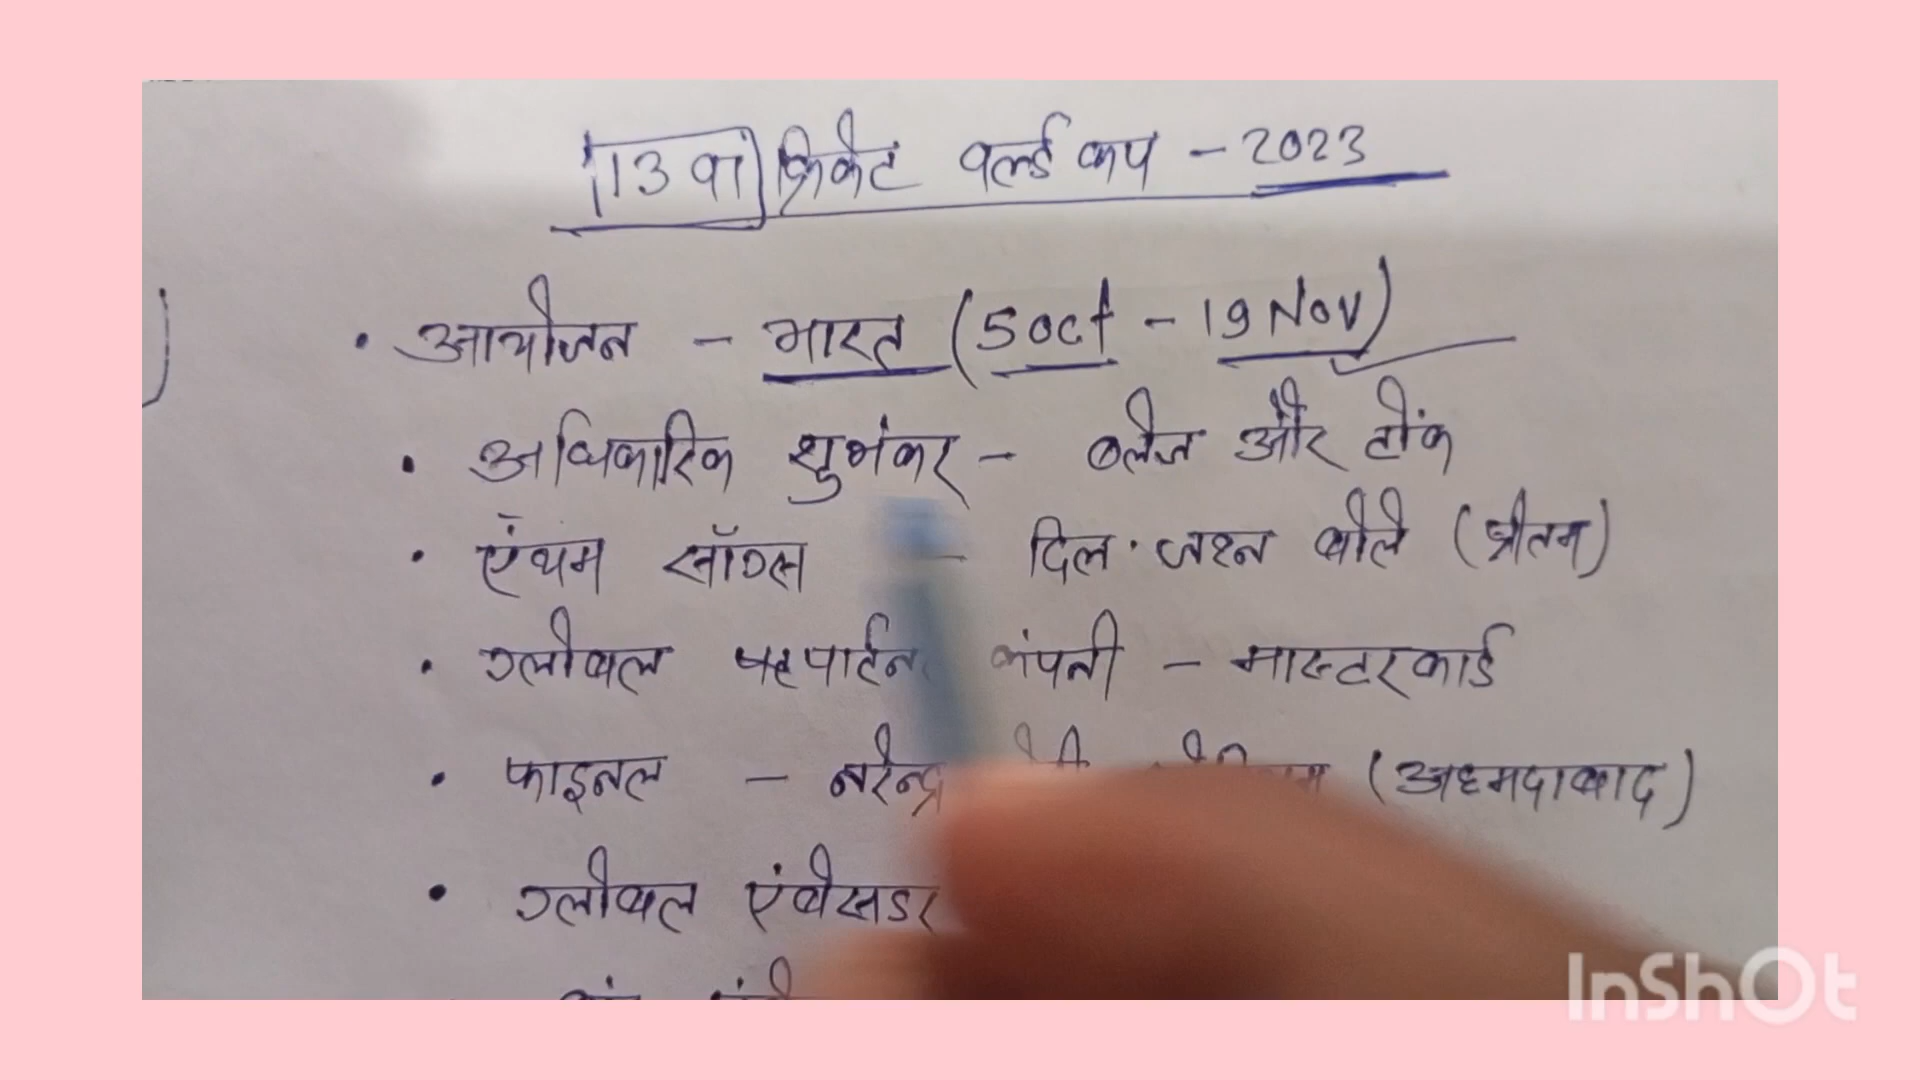 13वा क्रिकेट वर्ल्ड कप - 2023
• आयोजन - भारत (5 Oct - 19 Nov)
• अधिकारिक शुभंकर - ब्लेज और टोंक
• एंथम सॉन्ग्स - दिल जश्न बोले (प्रीतम)
• ग्लोबल पार्टनर कंपनी - मास्टरकार्ड
• फाइनल - नरेन्द्र (अहमदाबाद)
• ग्लोबल एंबेसडर
InShOt